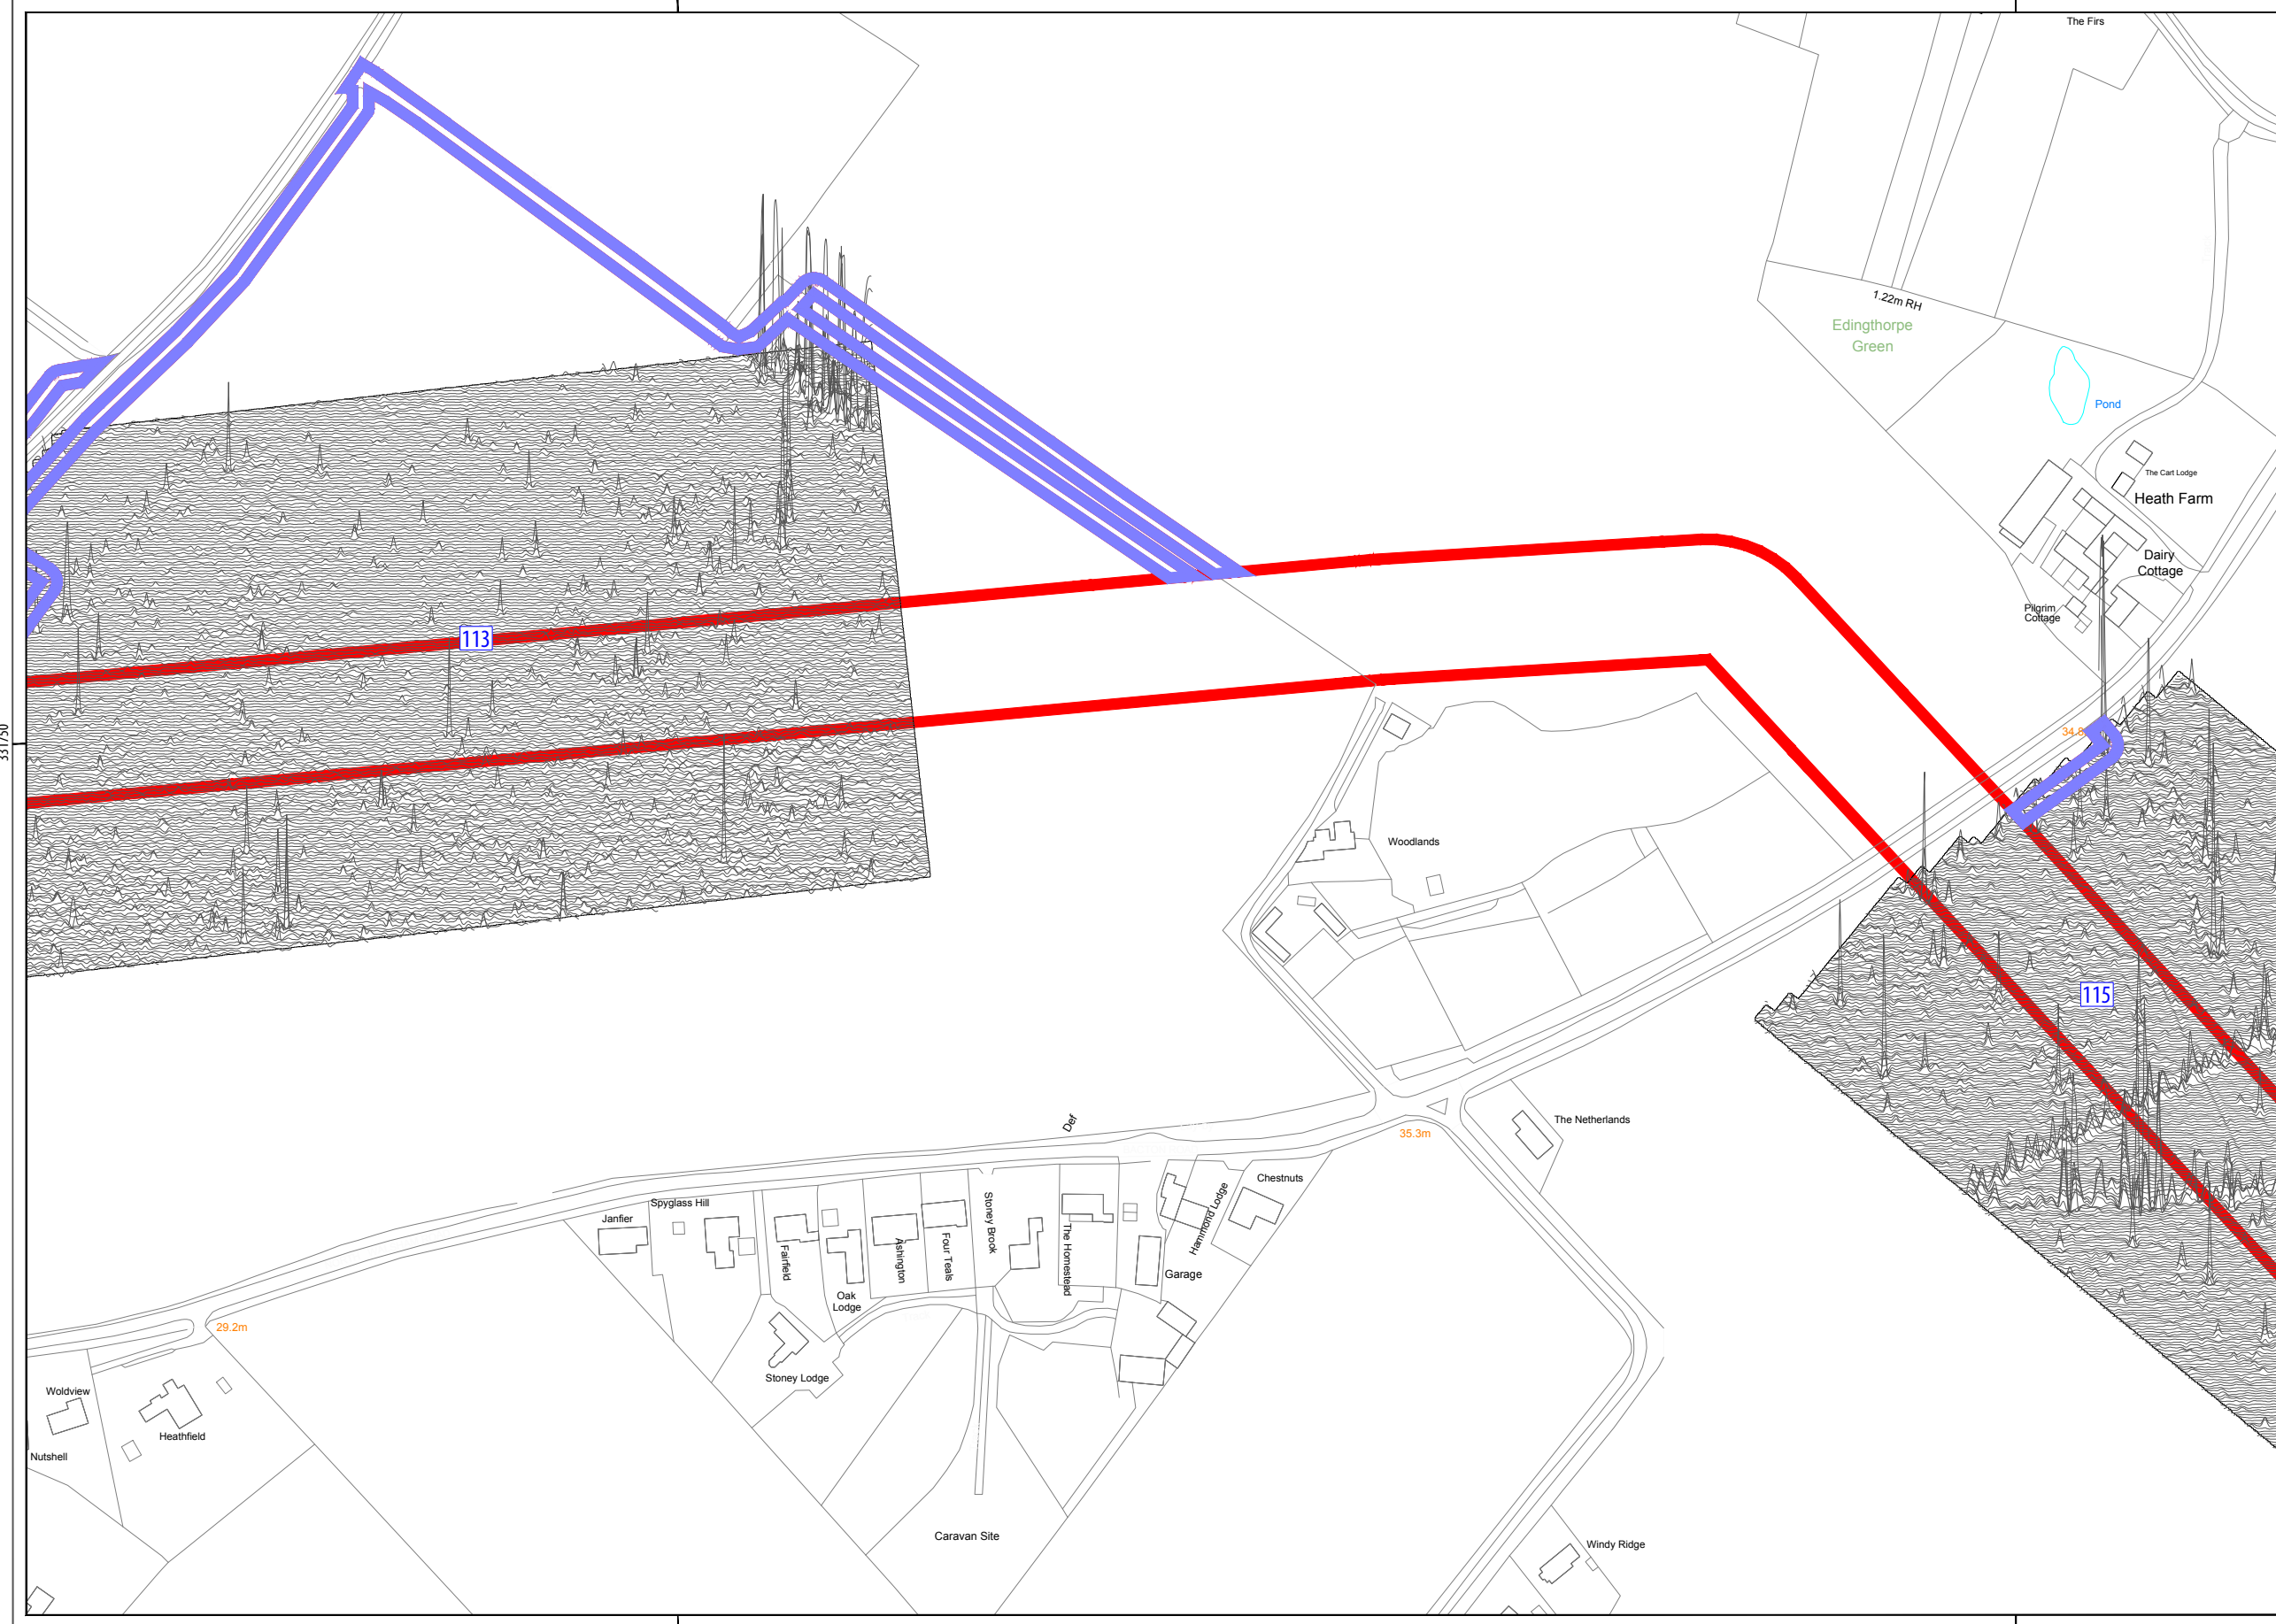 The Firs
1.22m RH
Edingthorpe
Green
Pond
The Cart Lodge
Heath Farm
Dairy
Cottage
Pilgrim
Cottage
113
331750
115
Woodlands
Def
35.3m
The Netherlands
Chestnuts
Hammond Lodge
Spyglass Hill
Janfier
Stoney Brook
The Homestead
Fairfield
Ashington
Four Teals
Garage
Oak
Lodge
29.2m
Stoney Lodge
Woldview
Heathfield
Nutshell
Caravan Site
Windy Ridge